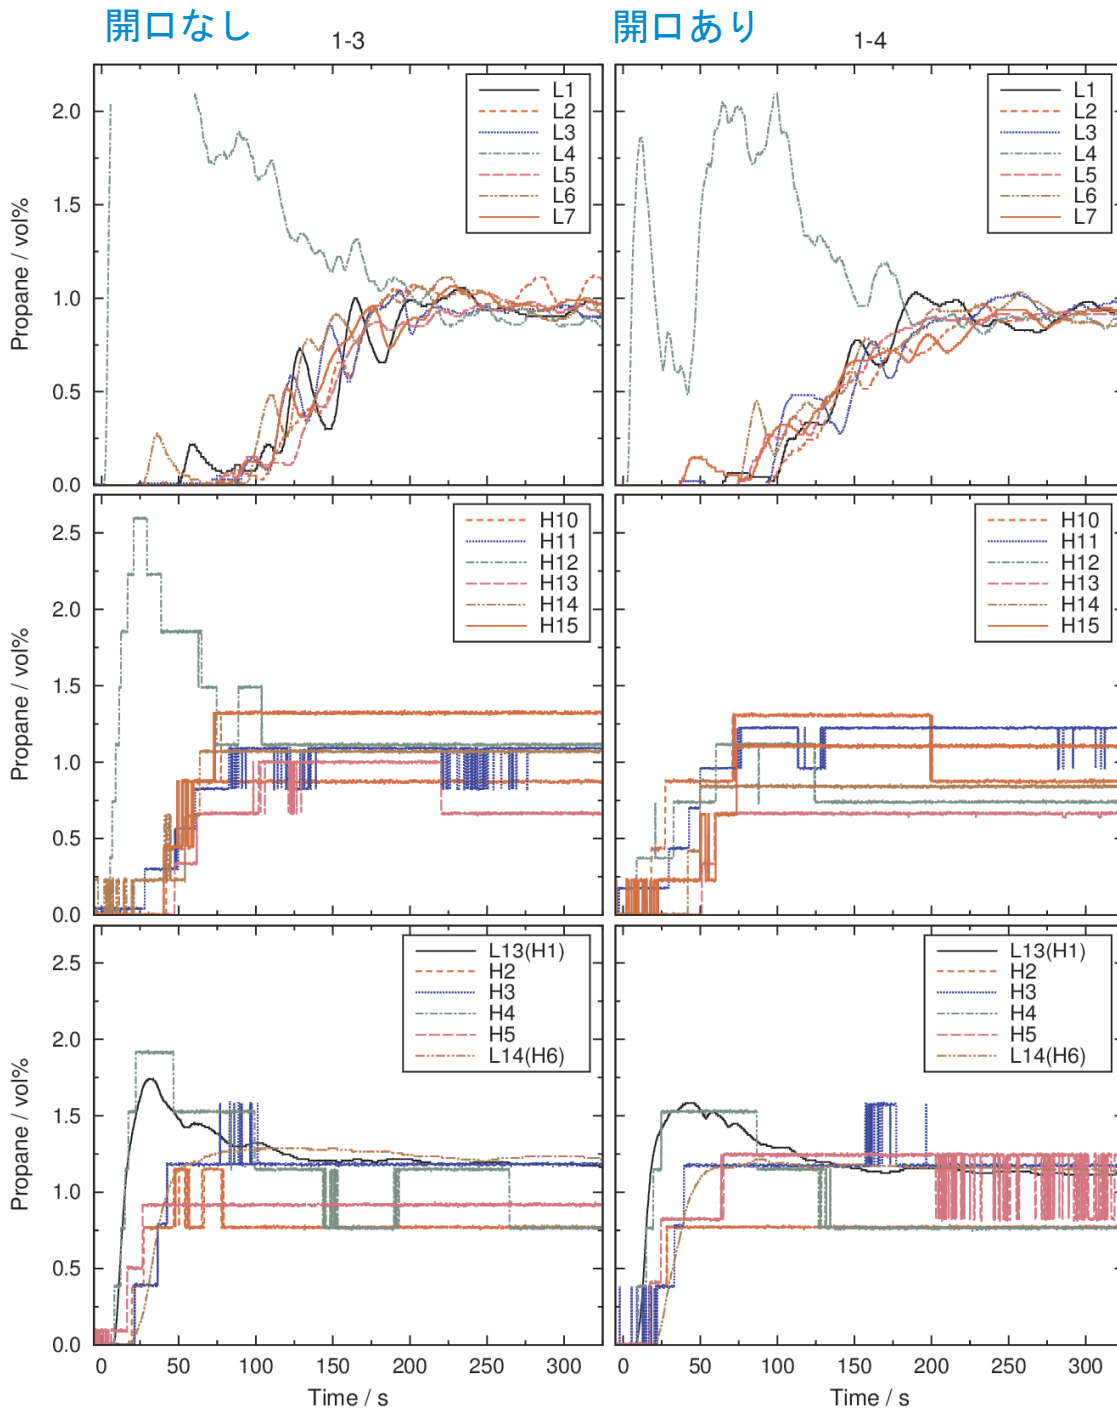 開口なし
開口あり
1-3
1-4
L1
L2
L3
L4
L5
L6
L7
2.0
1.5
1.0
0.5
0.0
Propane / vol%
L1
L2
L3
L4
L5
L6
L7
H10
H11
H12
H13
H14
H15
2.5
2.0
1.5
1.0
0.5
0.0
Propane / vol%
H10
H11
H12
H13
H14
H15
L13(H1)
H2
H3
H4
H5
L14(H6)
2.5
2.0
1.5
1.0
0.5
0.0
Propane / vol%
0 50 100 150 200 250 300
Time / s
L13(H1)
H2
H3
H4
H5
L14(H6)
0 50 100 150 200 250 300
Time / s